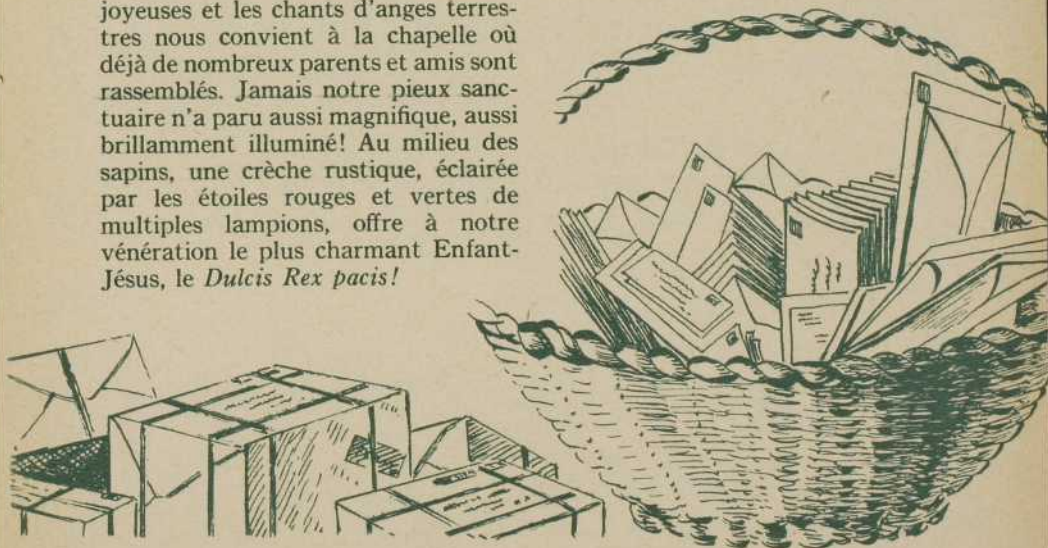 joyeuses et les chants d'anges terres-
tres nous convient à la chapelle où
déjà de nombreux parents et amis sont
rassemblés. Jamais notre pieux sanc-
tuaire n'a paru aussi magnifique, aussi
brillamment illuminé! Au milieu des
sapins, une crèche rustique, éclairée
par les étoiles rouges et vertes de
multiples lampions, offre à notre
vénération le plus charmant Enfant-
Jésus, le Dulcis Rex pacis!